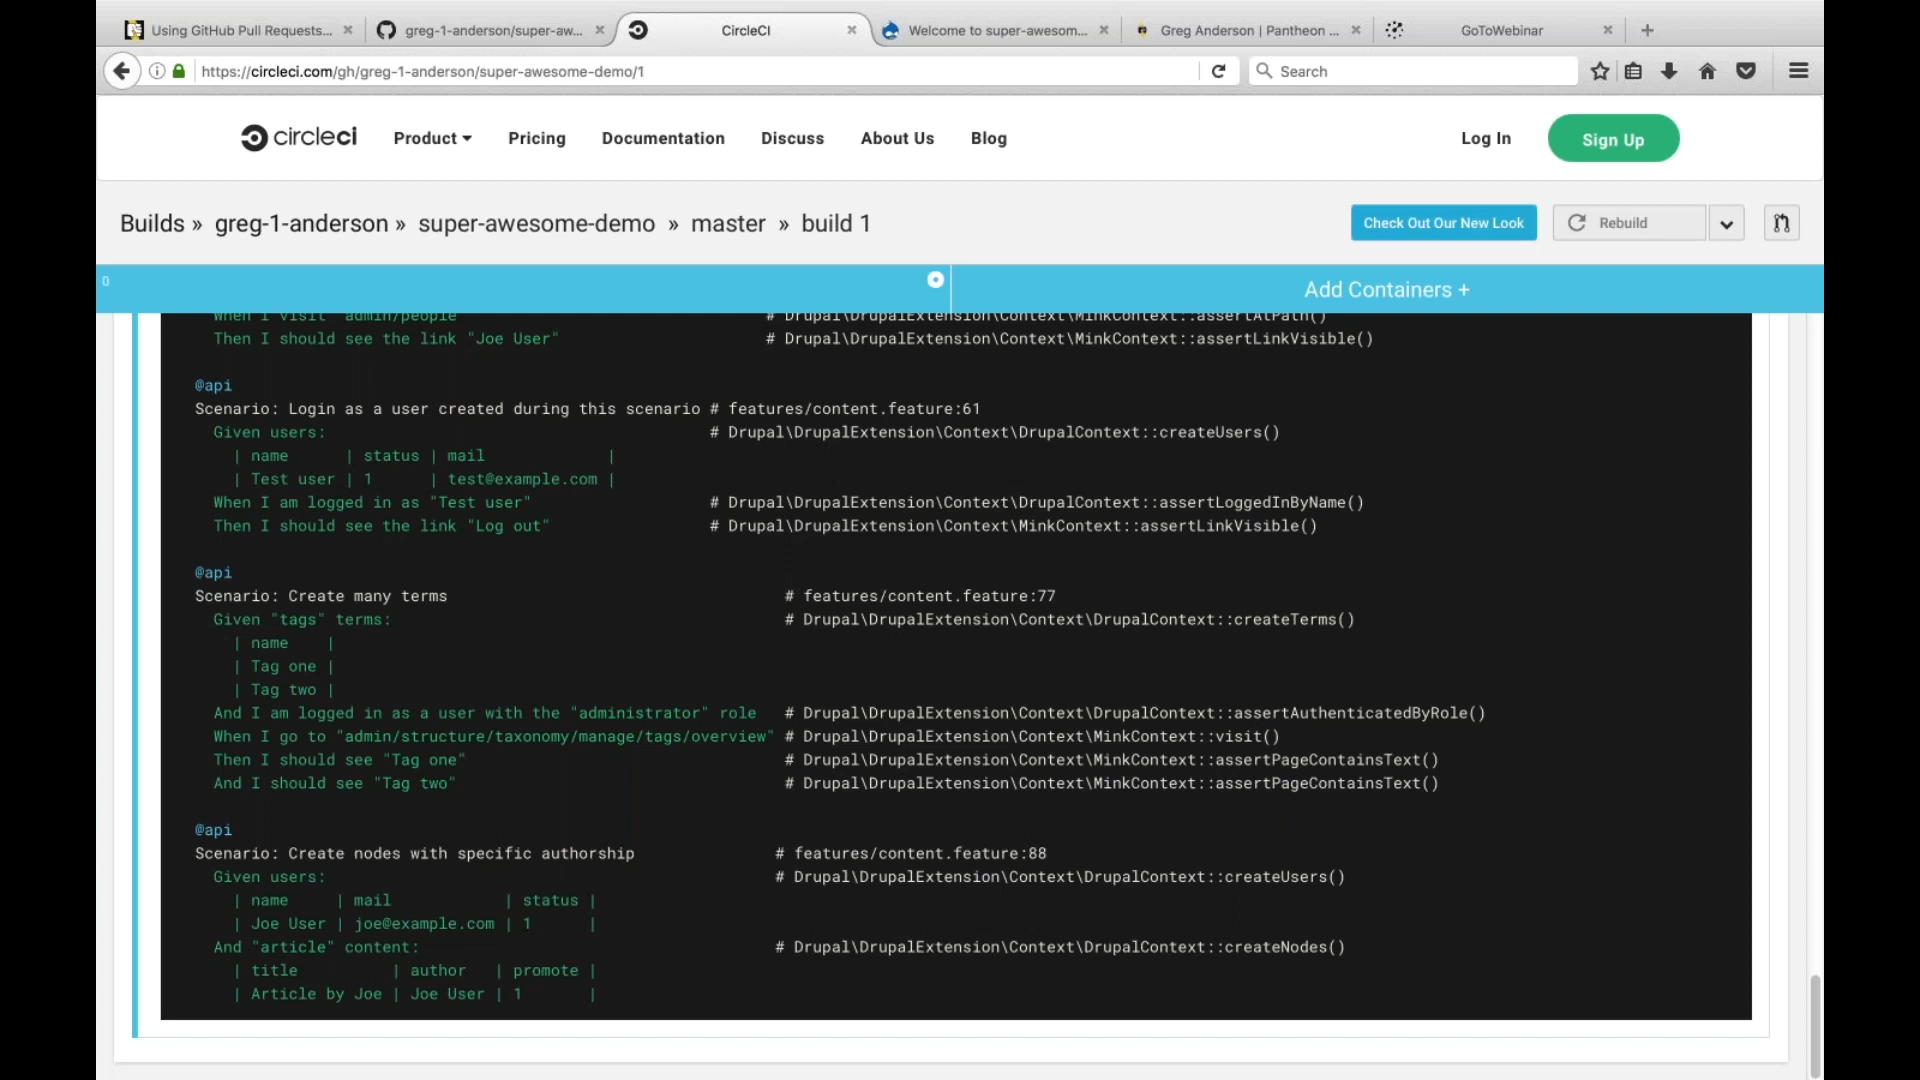 Using GitHub Pull Requests...
greg-1-anderson/super-aw...
CircleCI
Welcome to super-awesom...
Greg Anderson | Pantheon ...
GoToWebinar
https://circleci.com/gh/greg-1-anderson/super-awesome-demo/1
Search
circleci
Product
Pricing
Documentation
Discuss
About Us
Blog
Log In
Sign Up
Builds » greg-1-anderson » super-awesome-demo » master » build 1
Check Out Our New Look
Rebuild
0
Add Containers +
When I visit "admin/people" # Drupal\DrupalExtension\Context\MinkContext::assertAtPath()
Then I should see the link "Joe User" # Drupal\DrupalExtension\Context\MinkContext::assertLinkVisible()
@api
Scenario: Login as a user created during this scenario # features/content.feature:61
Given users: # Drupal\DrupalExtension\Context\DrupalContext::createUsers()
| name | status | mail |
| Test user | 1 | test@example.com |
When I am logged in as "Test user" # Drupal\DrupalExtension\Context\DrupalContext::assertLoggedInByName()
Then I should see the link "Log out" # Drupal\DrupalExtension\Context\MinkContext::assertLinkVisible()
@api
Scenario: Create many terms # features/content.feature:77
Given "tags" terms: # Drupal\DrupalExtension\Context\DrupalContext::createTerms()
| name |
| Tag one |
| Tag two |
And I am logged in as a user with the "administrator" role # Drupal\DrupalExtension\Context\DrupalContext::assertAuthenticatedByRole()
When I go to "admin/structure/taxonomy/manage/tags/overview" # Drupal\DrupalExtension\Context\MinkContext::visit()
Then I should see "Tag one" # Drupal\DrupalExtension\Context\MinkContext::assertPageContainsText()
And I should see "Tag two" # Drupal\DrupalExtension\Context\MinkContext::assertPageContainsText()
@api
Scenario: Create nodes with specific authorship # features/content.feature:88
Given users: # Drupal\DrupalExtension\Context\DrupalContext::createUsers()
| name | mail | status |
| Joe User | joe@example.com | 1 |
And "article" content: # Drupal\DrupalExtension\Context\DrupalContext::createNodes()
| title | author | promote |
| Article by Joe | Joe User | 1 |